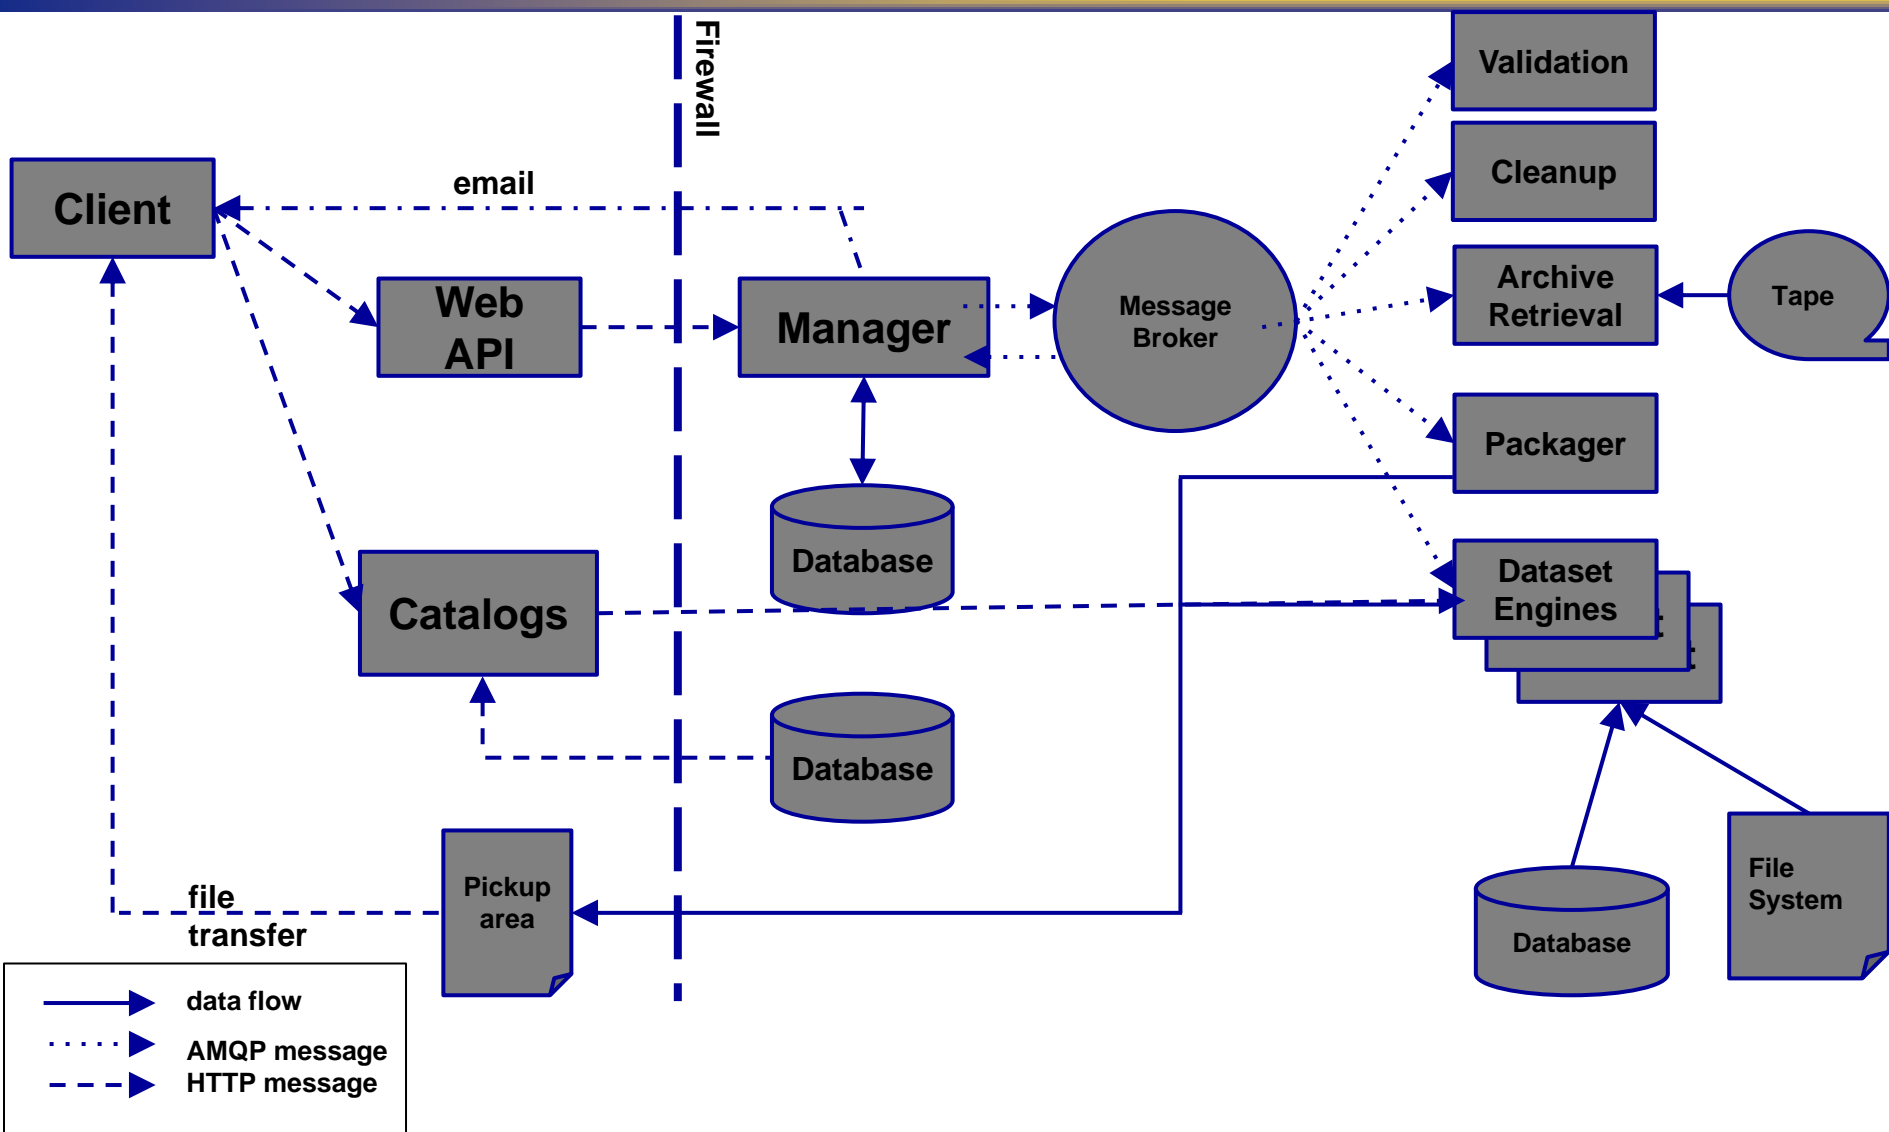 Firewall
Validation
Cleanup
Client
email
Web
API
Manager
Message
Broker
Archive
Retrieval
Tape
Packager
Database
Dataset
Engines
t
t
Catalogs
Database
Pickup
area
file
transfer
Database
File
System
data flow
AMQP message
HTTP message